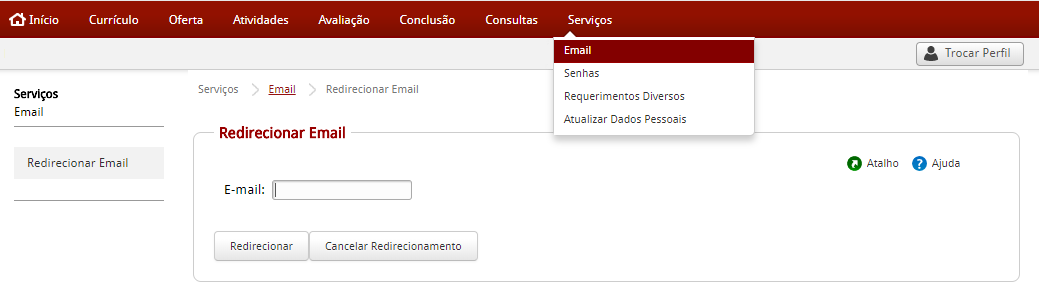 Início Currículo Oferta Atividades Avaliação Conclusão Consultas Serviços
Email
Senhas
Requerimentos Diversos
Atualizar Dados Pessoais
Trocar Perfil
Serviços
Email
Redirecionar Email
Serviços Email Redirecionar Email
Redirecionar Email
Atalho Ajuda
E-mail:
Redirecionar Cancelar Redirecionamento